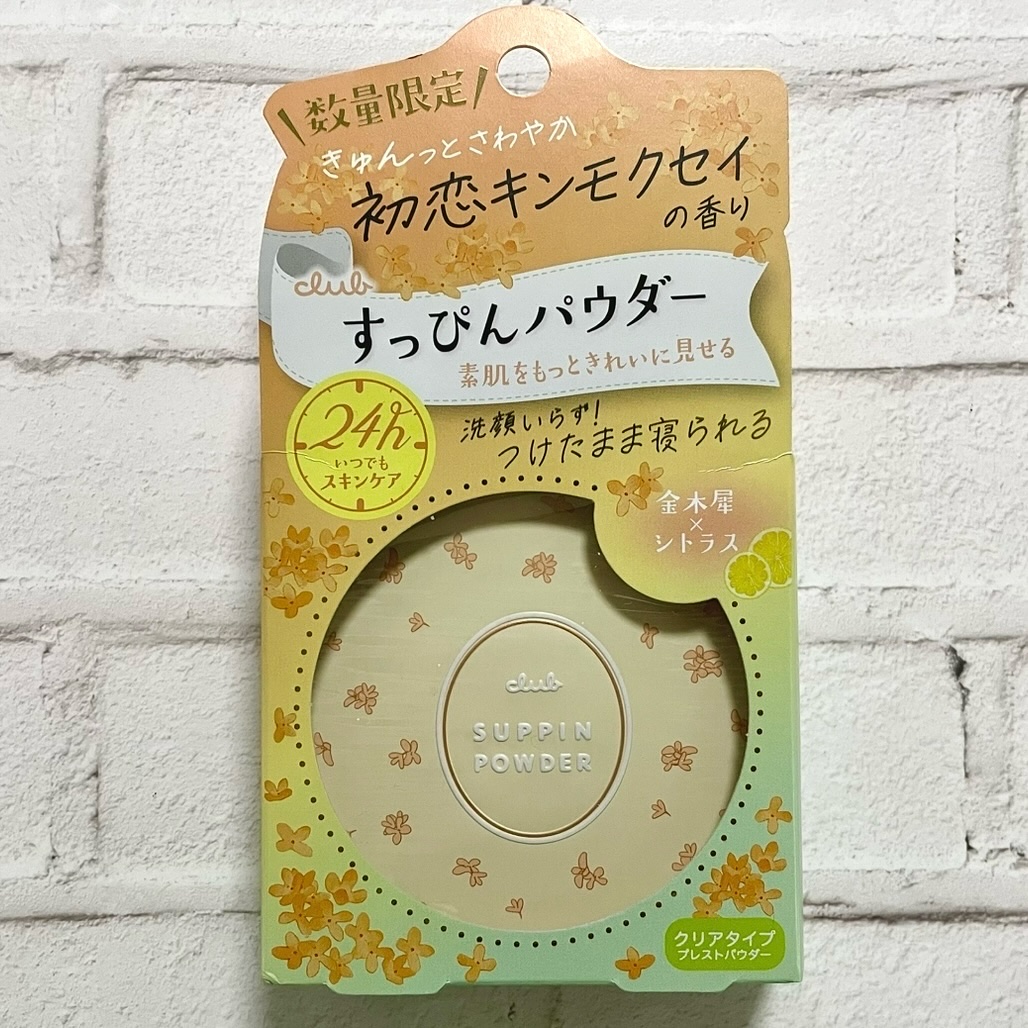 数量限定
きゅんっとさわやか
初恋キンモクセイ
の香り
club
すっぴんパウダー
素肌をもっときれいに見せる
24h
いつでも
スキンケア
洗顔いらず!
つけたまま寝られる
金木犀
×
シトラス
club
SUPPIN
POWDER
クリアタイプ
プレストパウダー